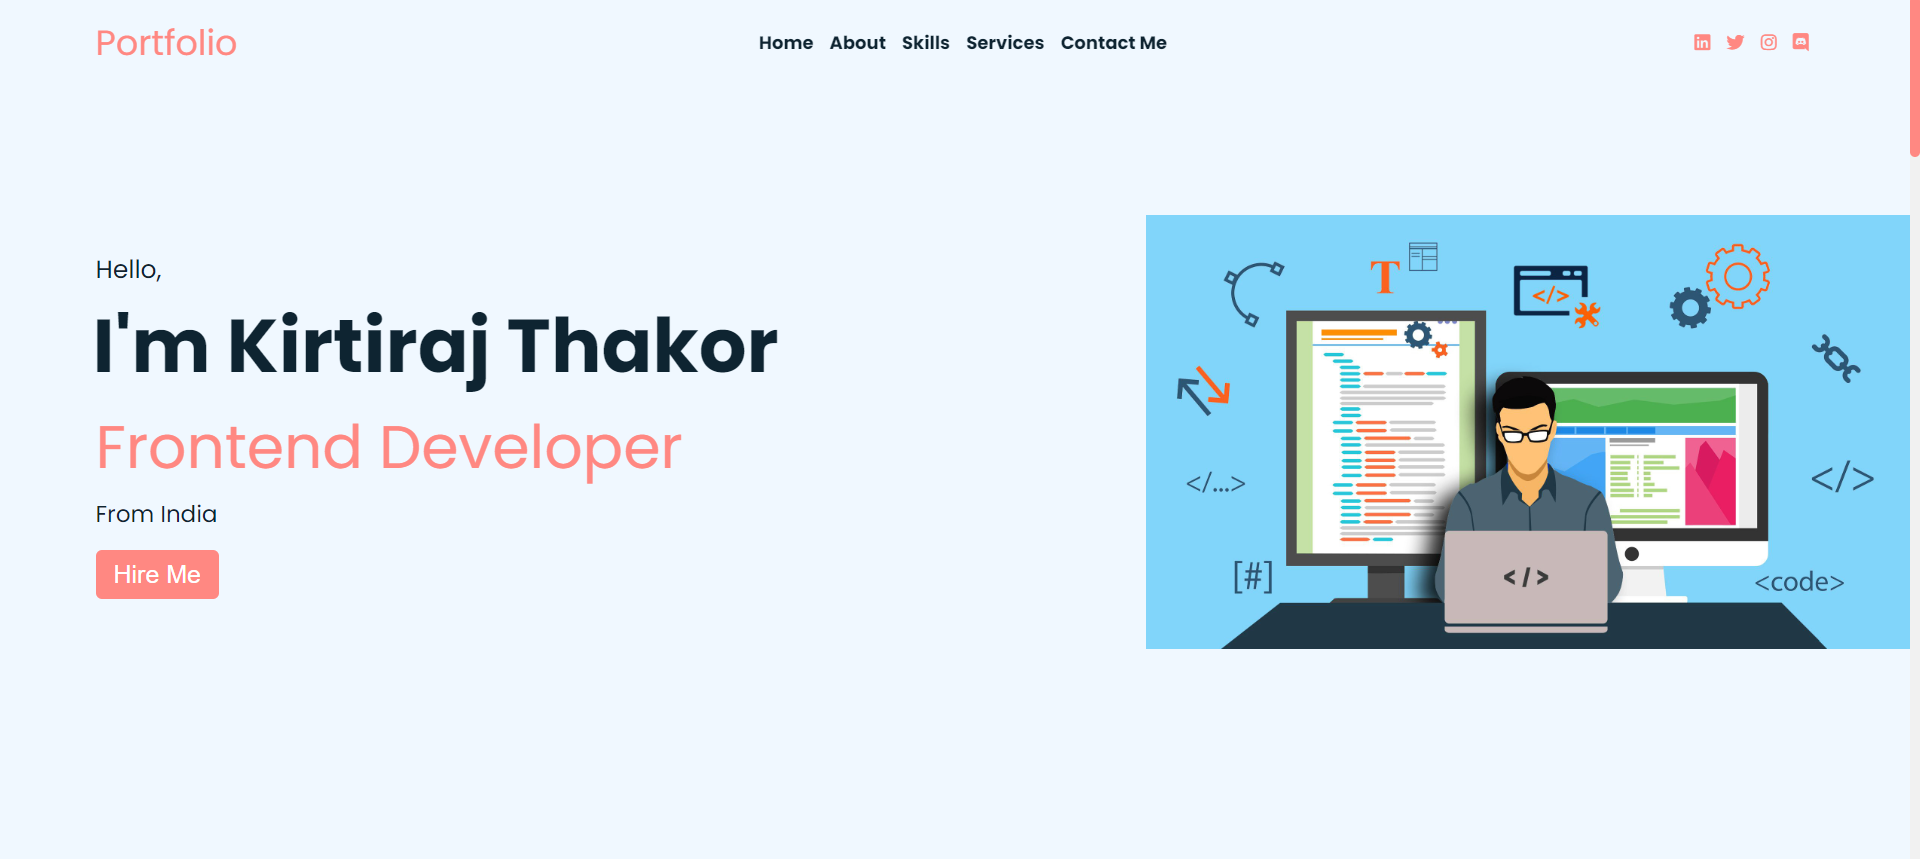 Portfolio
Home About Skills Services Contact Me
Hello,
I'm Kirtiraj Thakor
Frontend Developer
From India
Hire Me
T
</>
</...>
</>
[#]
</>
<code>